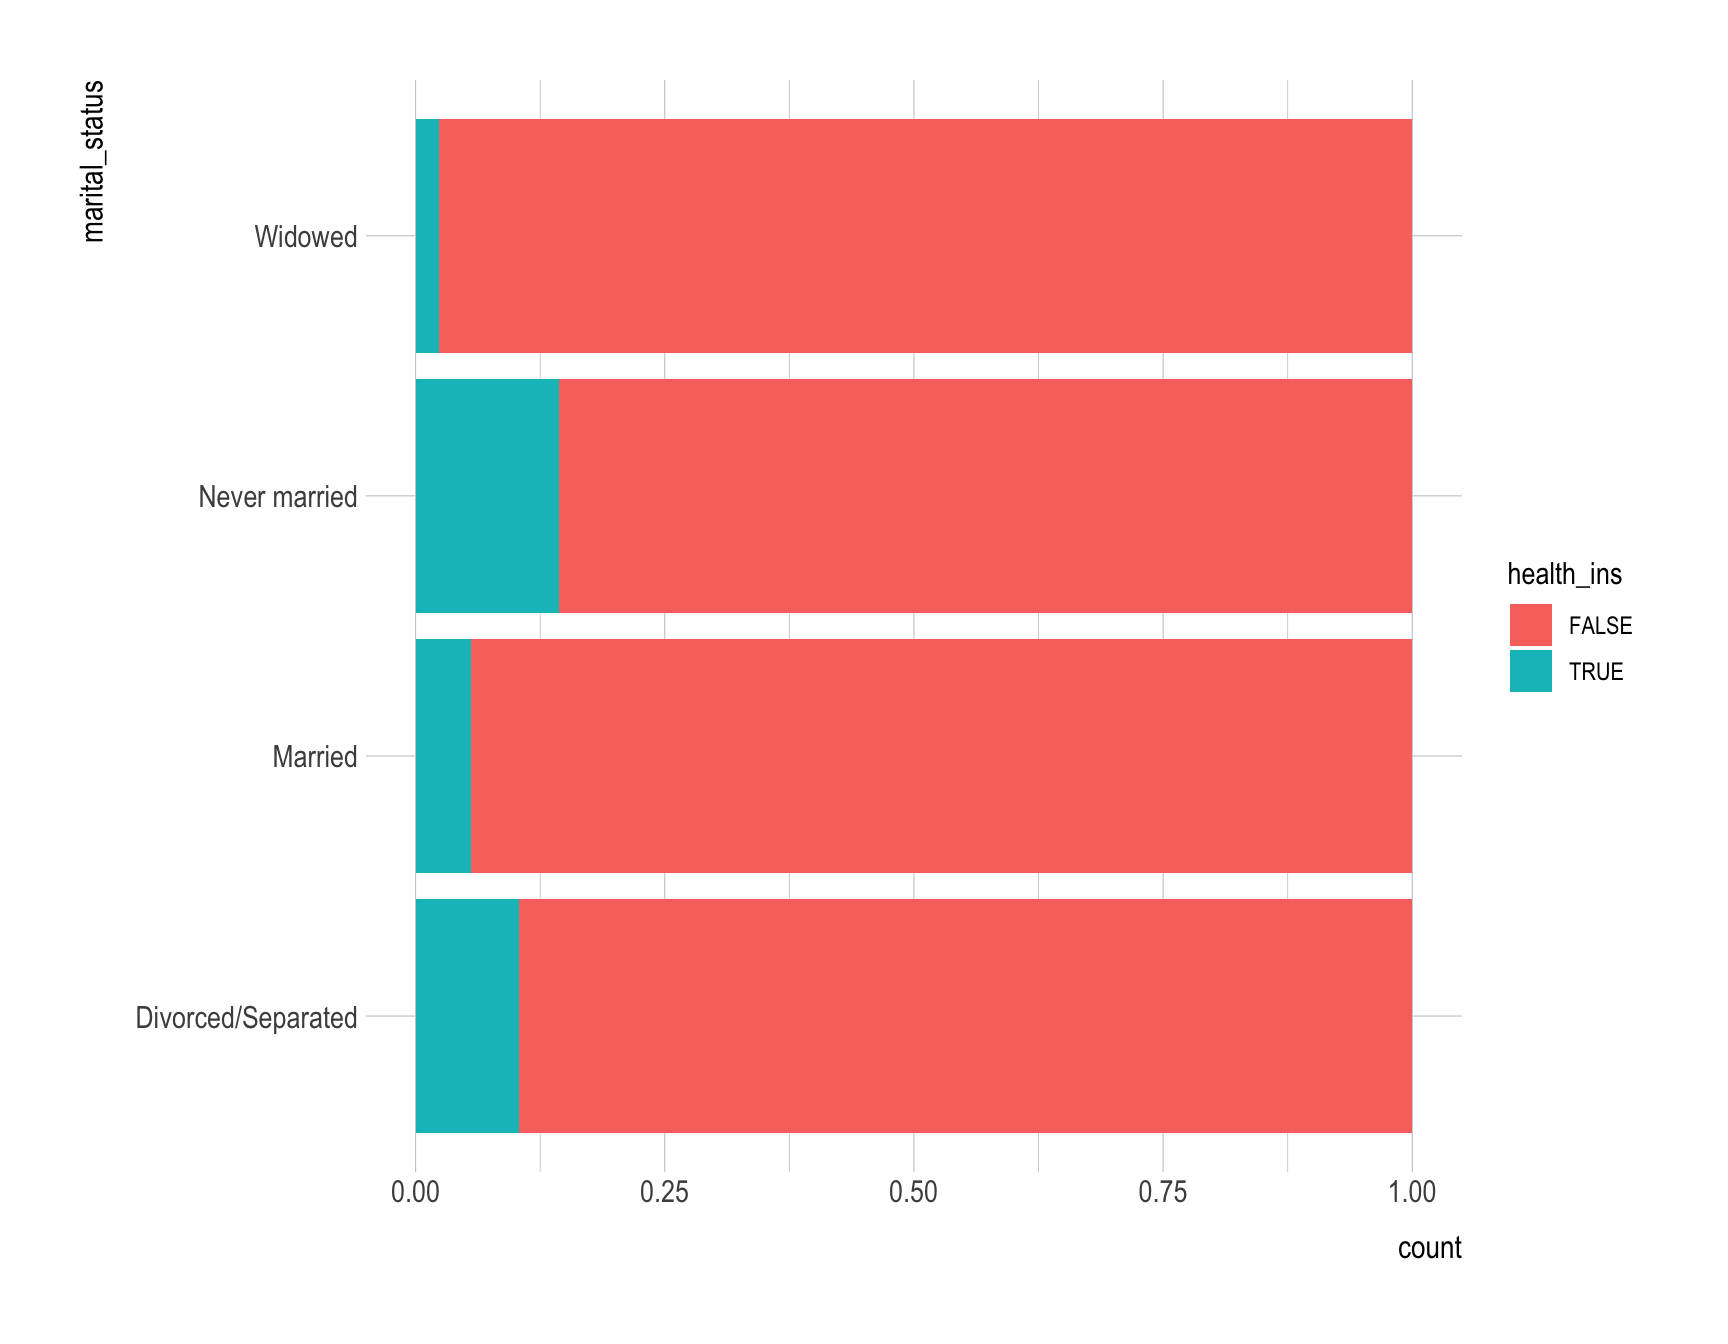 marital_status
Widowed
Never married
Married
Divorced/Separated
0.00 0.25 0.50 0.75 1.00
count
health_ins
FALSE
TRUE